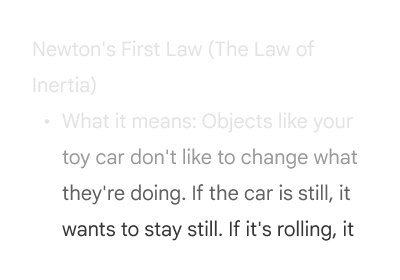 Newton's First Law (The Law of
Inertia)
• What it means: Objects like your
toy car don't like to change what
they're doing. If the car is still, it
wants to stay still. If it's rolling, it